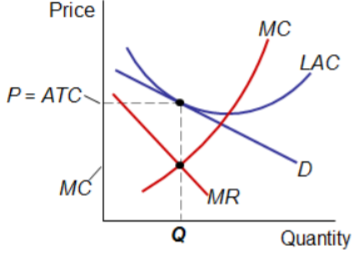 Price
MC
LAC
P = ATC
D
MC
MR
Q
Quantity